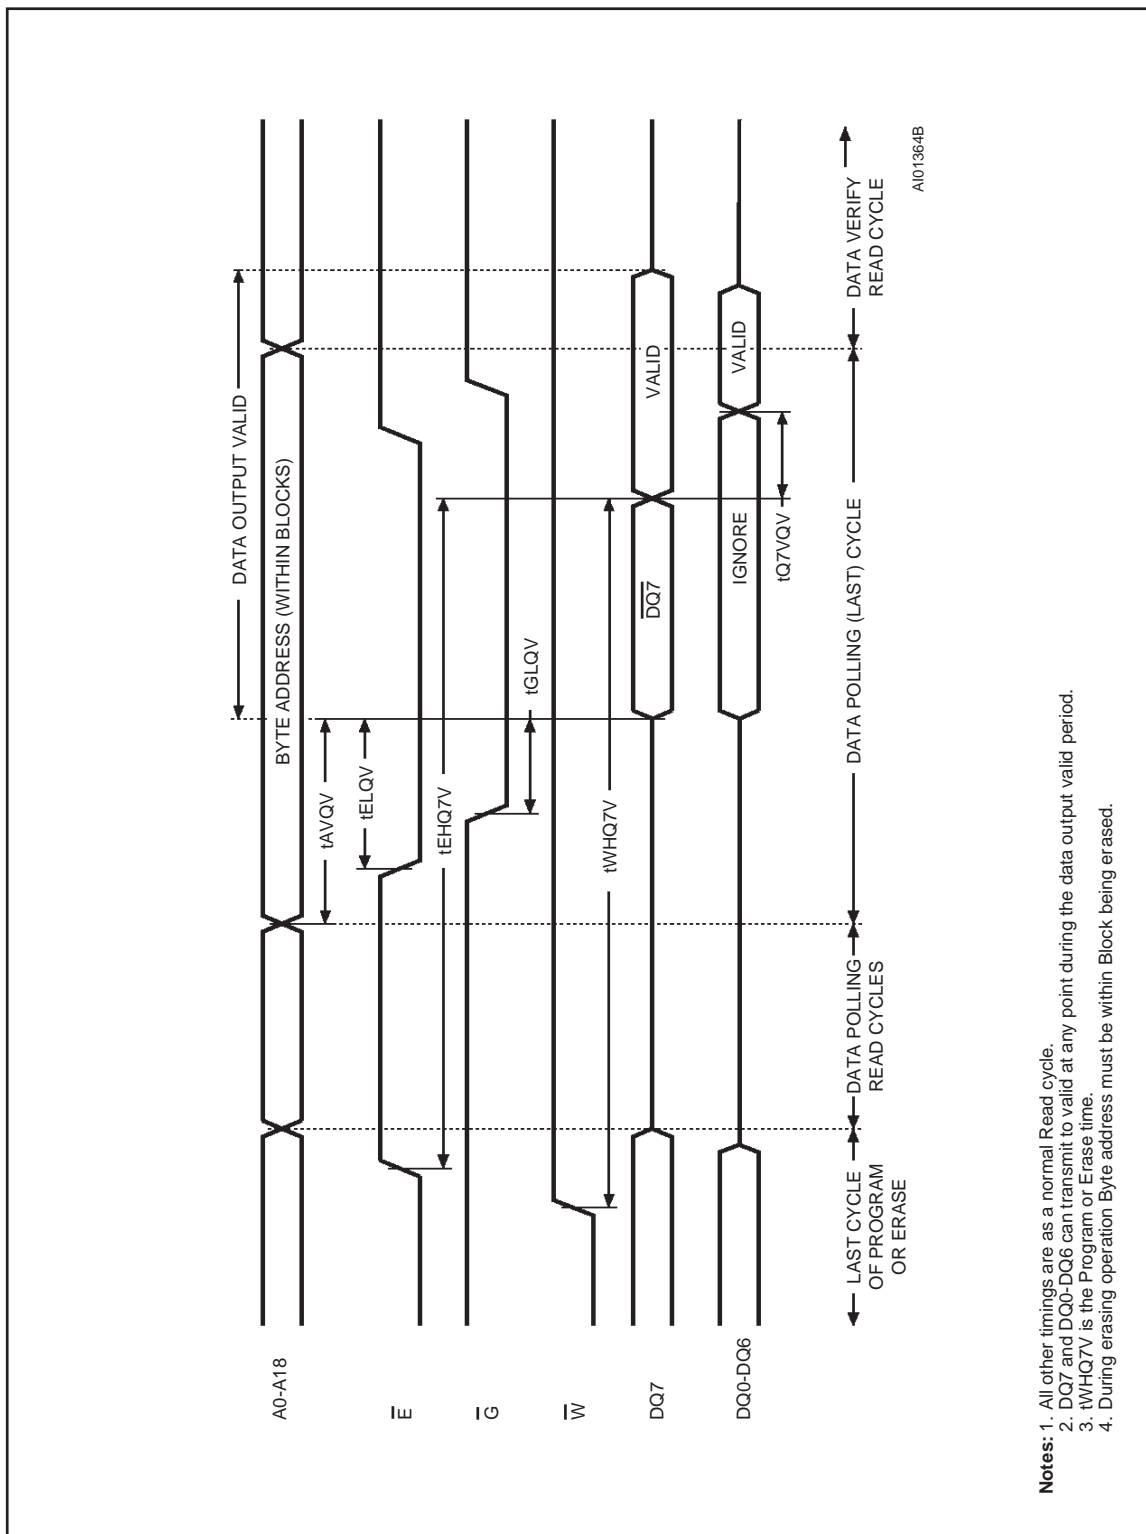 A0-A18
E
G
W
DQ7
DQ0-DQ6
DATA OUTPUT VALID
BYTE ADDRESS (WITHIN BLOCKS)
tAVQV
tELQV
tEHQ7V
tGLQV
tWHQ7V
DQ7
VALID
IGNORE
VALID
tQ7VQV
LAST CYCLE
OF PROGRAM
OR ERASE
DATA POLLING
READ CYCLES
DATA POLLING (LAST) CYCLE
DATA VERIFY
READ CYCLE
AI01364B
Notes: 1. All other timings are as a normal Read cycle.
2. DQ7 and DQ0-DQ6 can transmit to valid at any point during the data output valid period.
3. tWHQ7V is the Program or Erase time.
4. During erasing operation Byte address must be within Block being erased.